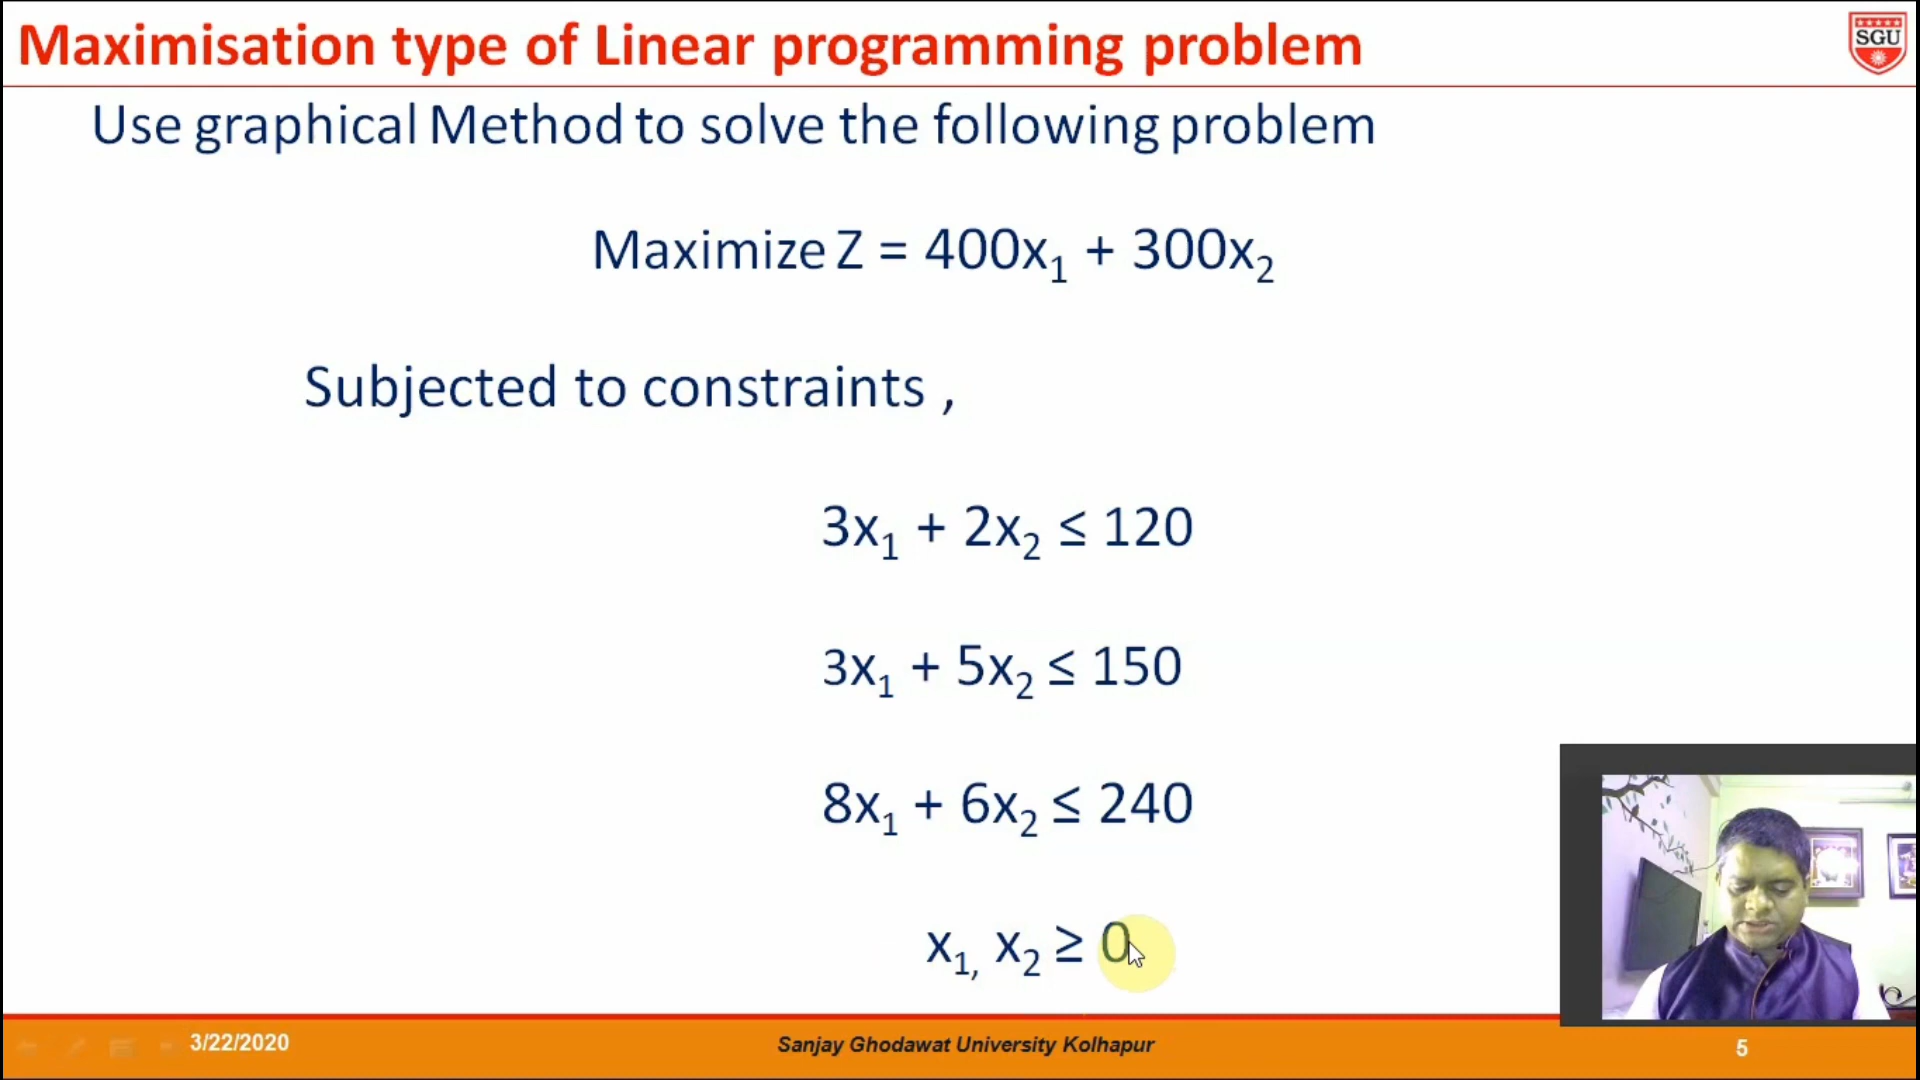 Maximisation type of Linear programming problem
SGU
Use graphical Method to solve the following problem
Maximize Z = 400x₁ + 300x₂
Subjected to constraints ,
3x₁ + 2x₂ ≤ 120
3x₁ + 5x₂ ≤ 150
8x₁ + 6x₂ ≤ 240
x₁, x₂ ≥ 0
3/22/2020
Sanjay Ghodawat University Kolhapur
5